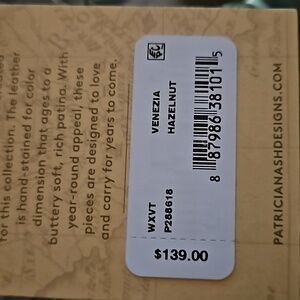 for this collection. The leather
is hand-stained for color
dimension that ages to a
buttery soft, rich patina. With
year-round appeal, these
pieces are designed to love
and carry for years to come.
VENEZIA
HAZELNUT
8 87986 38101 5
WXVT
P288618
$139.00
PATRICIANASHDESIGNS.COM